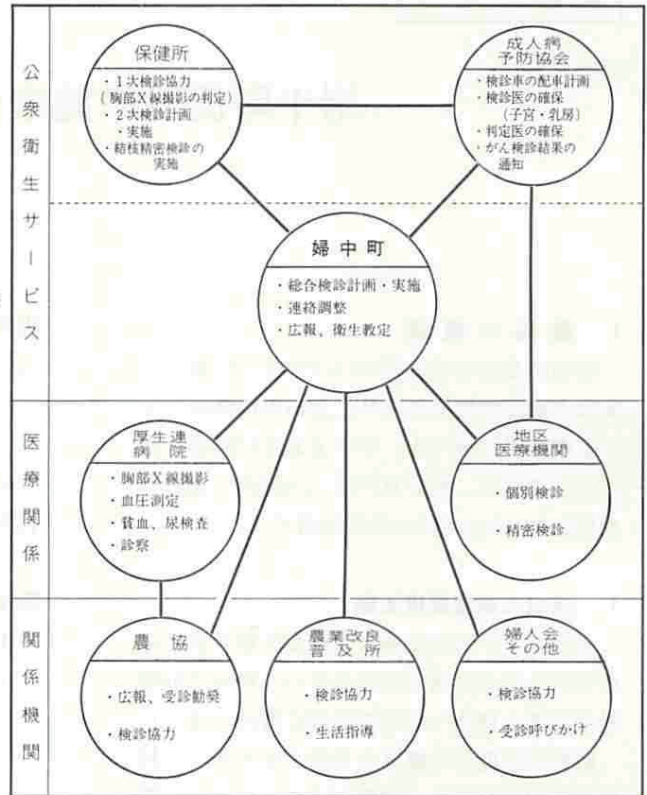 公衆衛生サービス
保健所
・1次検診協力
(胸部X線撮影の判定)
・2次検診計画
・実施
・結核精密検診の
実施
成人病
予防協会
・検診車の配車計画
・検診医の確保
(子宮・乳房)
・判定医の確保
・がん検診結果の
通知
婦中町
・総合検診計画・実施
・連絡調整
・広報、衛生教定
医療関係
厚生連
病院
・胸部X線撮影
・血圧測定
・貧血、尿検査
・診察
地区
医療機関
・個別検診
・精密検診
関係機関
農協
・広報、受診勧奨
・検診協力
農業改良
普及所
・検診協力
・生活指導
婦人会
その他
・検診協力
・受診呼びかけ